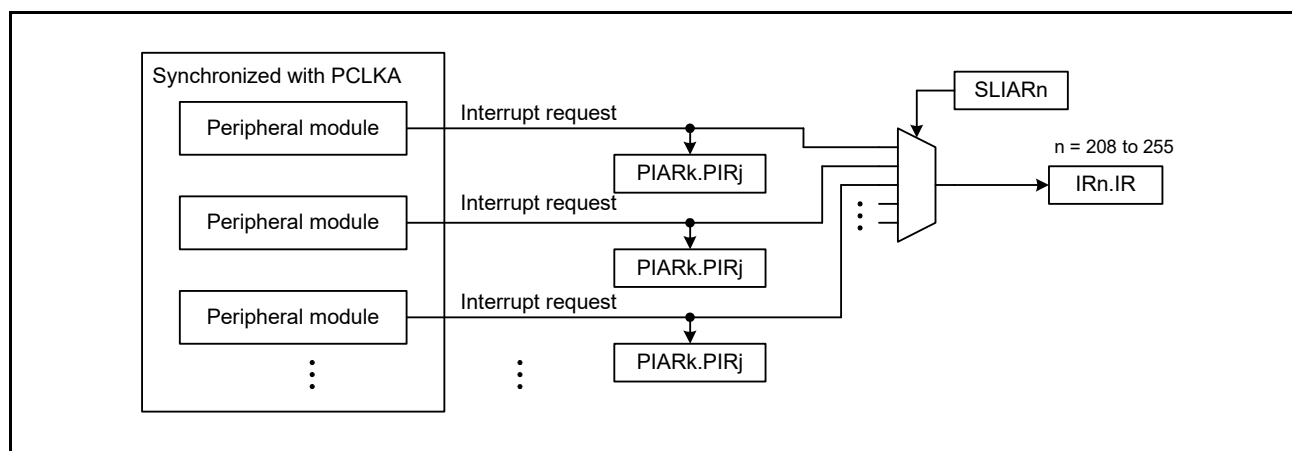 Synchronized with PCLKA
SLIARn
Peripheral module
Interrupt request
PIARk.PIRj
n = 208 to 255
IRn.IR
Peripheral module
Interrupt request
PIARk.PIRj
Peripheral module
Interrupt request
PIARk.PIRj